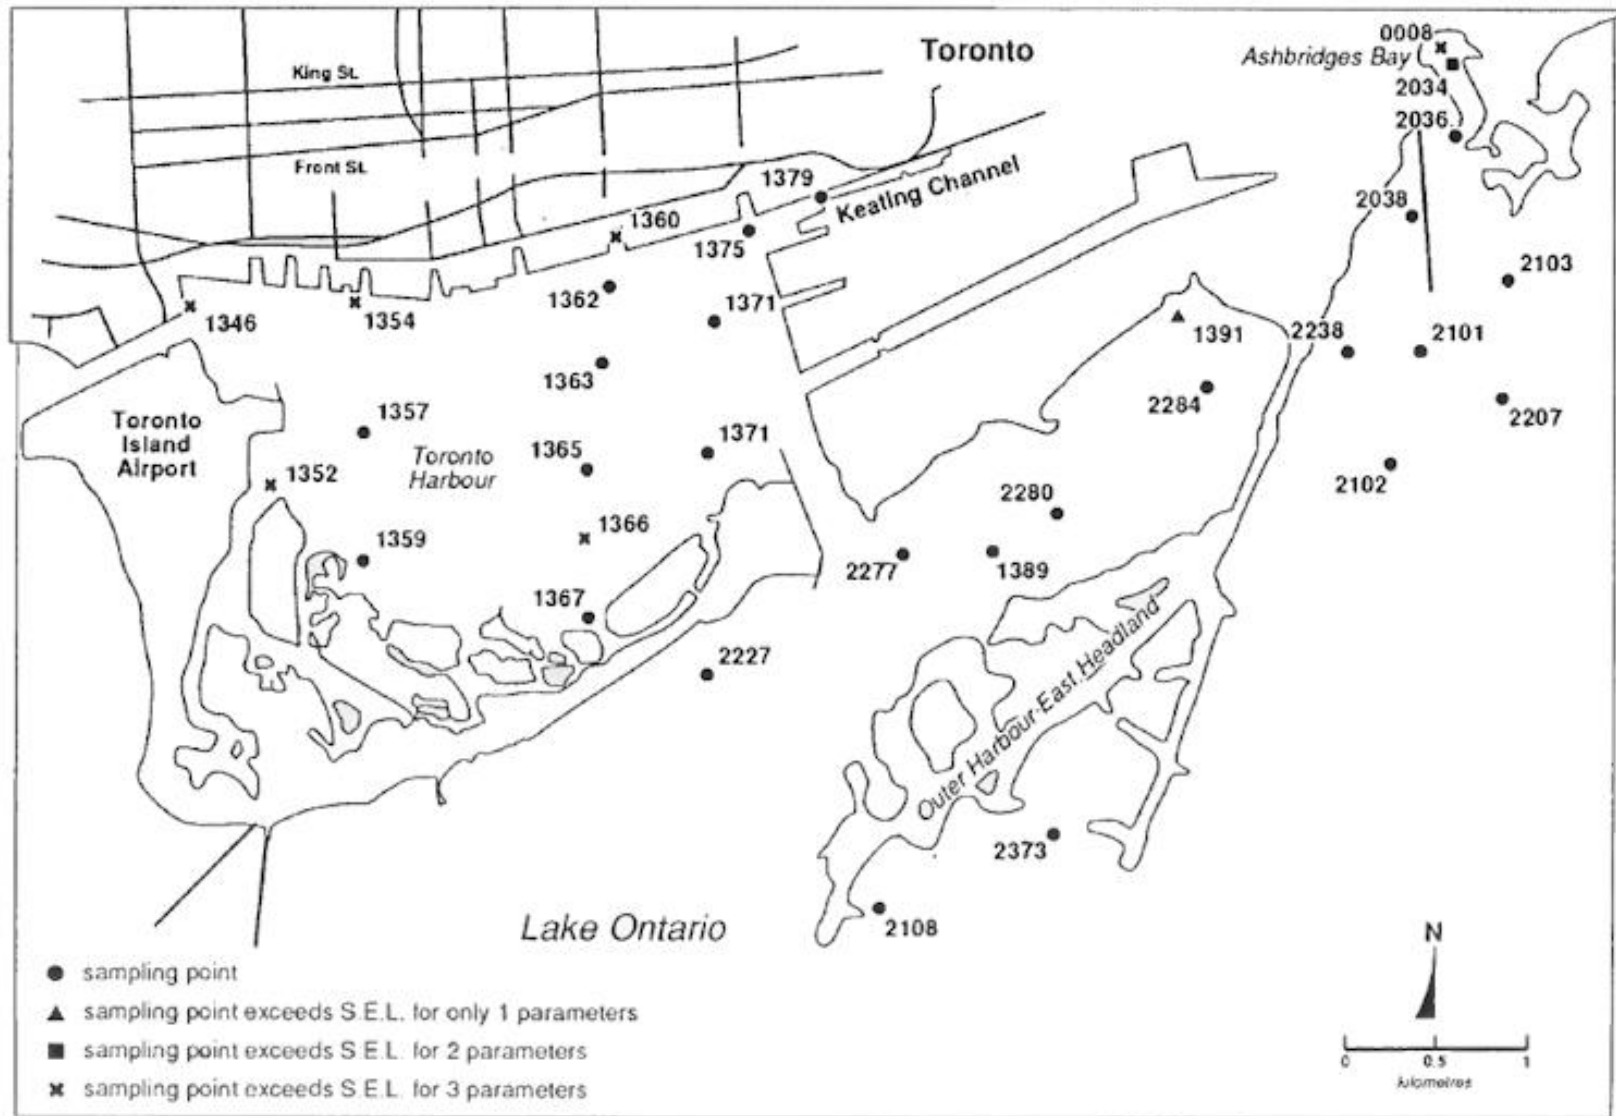 Toronto
0008
Ashbridges Bay
2034
2036
King St.
Front St.
1379
Keating Channel
1360
1375
2038
2103
1362
1371
1346
1354
1391
2238
2101
1363
2284
2207
Toronto
Island
Airport
1357
Toronto
Harbour
1365
1371
1352
2102
2280
1366
1359
2277
1389
1367
2227
Outer Harbour East Headland
2373
2108
Lake Ontario
N
sampling point
sampling point exceeds S.E.L. for only 1 parameters
sampling point exceeds S.E.L. for 2 parameters
sampling point exceeds S.E.L. for 3 parameters
0 0.5 1
kilometres